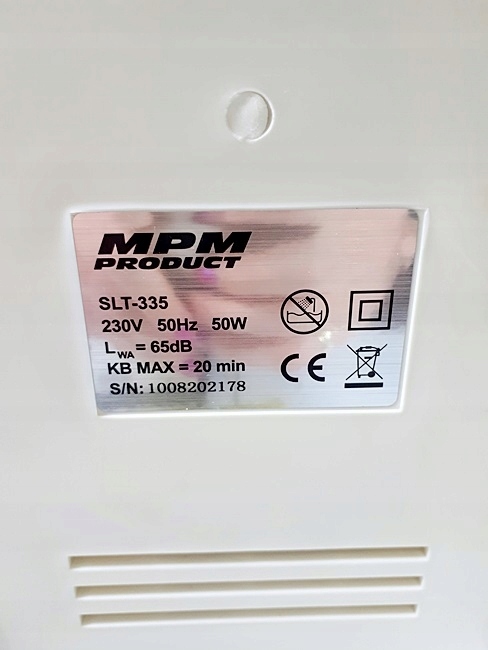 MPM
PRODUCT
SLT-335
230V 50Hz 50W
LWA = 65dB
KB MAX = 20 min
S/N: 1008202178
CE